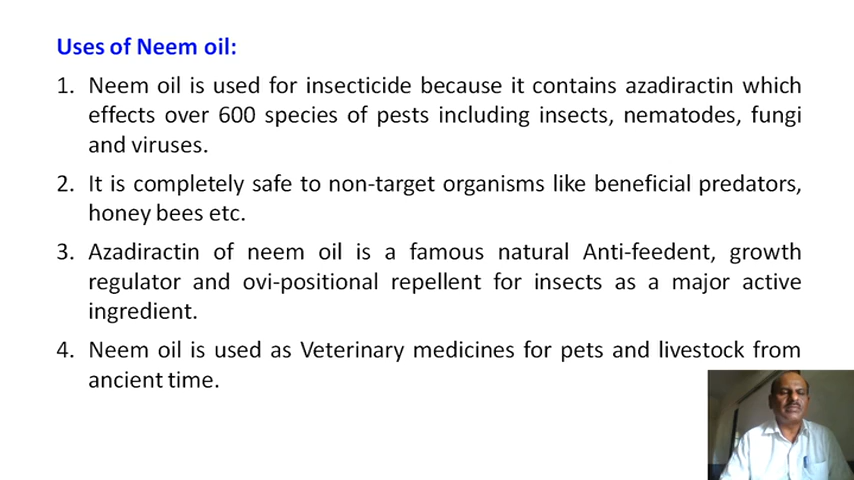 Uses of Neem oil:
1. Neem oil is used for insecticide because it contains azadiractin which
effects over 600 species of pests including insects, nematodes, fungi
and viruses.
2. It is completely safe to non-target organisms like beneficial predators,
honey bees etc.
3. Azadiractin of neem oil is a famous natural Anti-feedent, growth
regulator and ovi-positional repellent for insects as a major active
ingredient.
4. Neem oil is used as Veterinary medicines for pets and livestock from
ancient time.